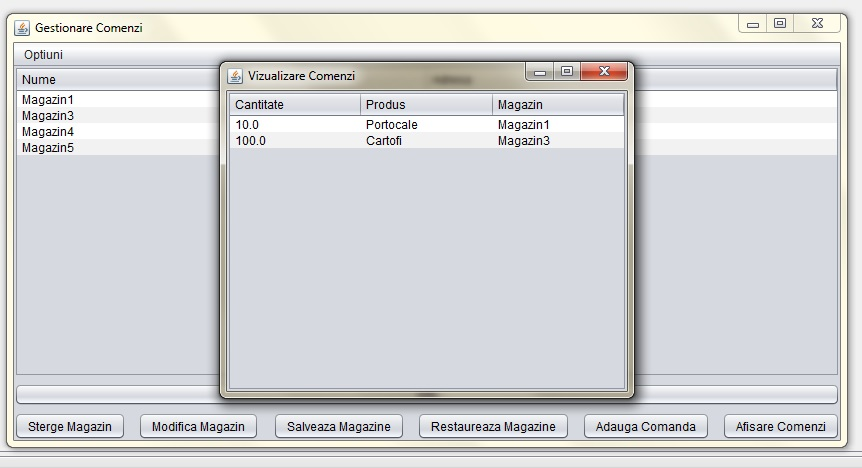 Gestionare Comenzi
Optiuni
Nume
Magazin1
Magazin3
Magazin4
Magazin5
Vizualizare Comenzi
Cantitate Produs Magazin
10.0 Portocale Magazin1
100.0 Cartofi Magazin3
Sterge Magazin Modifica Magazin Salveaza Magazine Restaureaza Magazine Adauga Comanda Afisare Comenzi